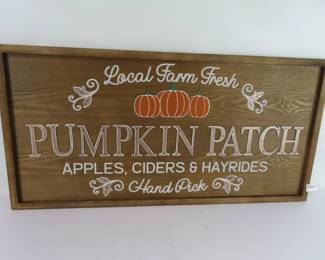 Local Farm Fresh
PUMPKIN PATCH
APPLES, CIDERS & HAYRIDES
Hand Pick